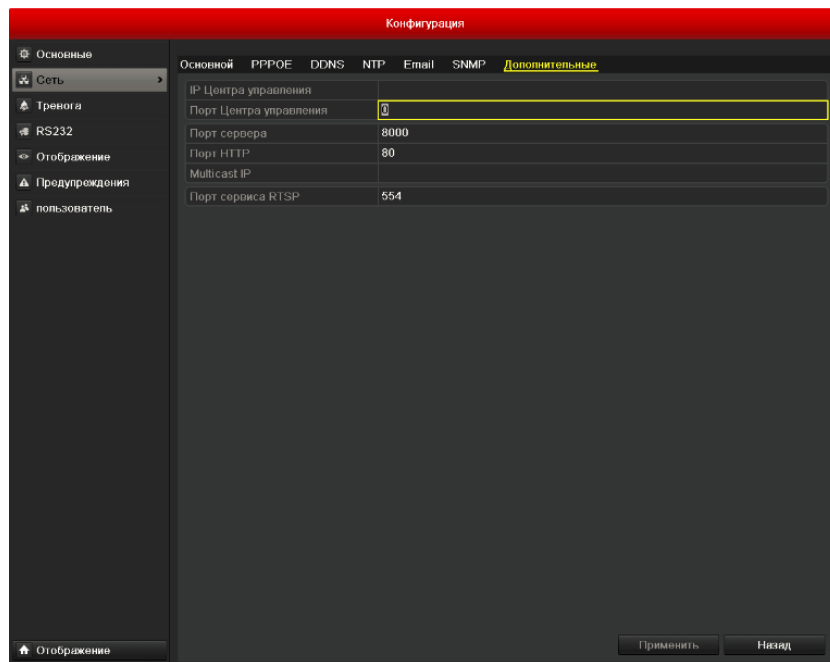 Конфигурация
Основные
Сеть
Тревога
RS232
Отображение
Предупреждения
пользователь
Отображение
Основной PPPOE DDNS NTP Email SNMP Дополнительные
IP Центра управления
Порт Центра управления 0
Порт сервера 8000
Порт HTTP 80
Multicast IP
Порт сервиса RTSP 554
Применить Назад